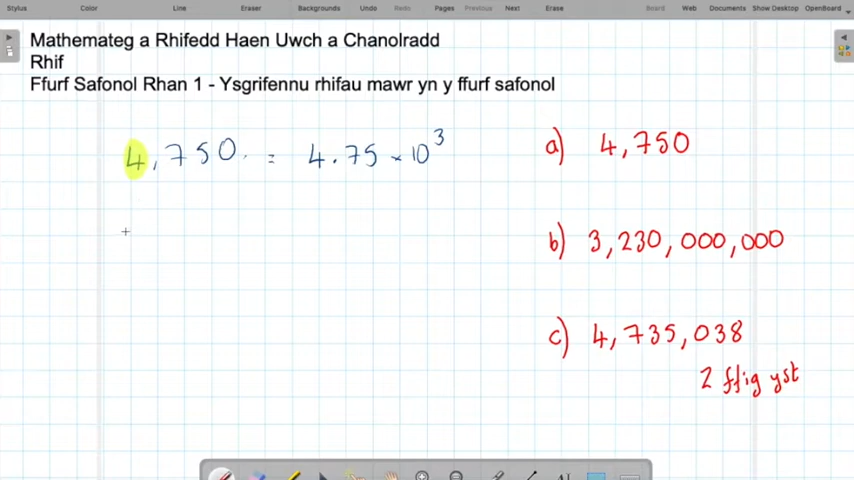 Stylus Color Line Eraser Backgrounds Undo Redo Pages Previous Next Erase Board Web Documents Show Desktop OpenBoard
Mathemateg a Rhifedd Haen Uwch a Chanolradd
Rhif
Ffurf Safonol Rhan 1 - Ysgrifennu rhifau mawr yn y ffurf safonol
4,750. = 4.75 × 10³
a) 4,750
b) 3,230,000,000
c) 4,735,038
2 ffig yst